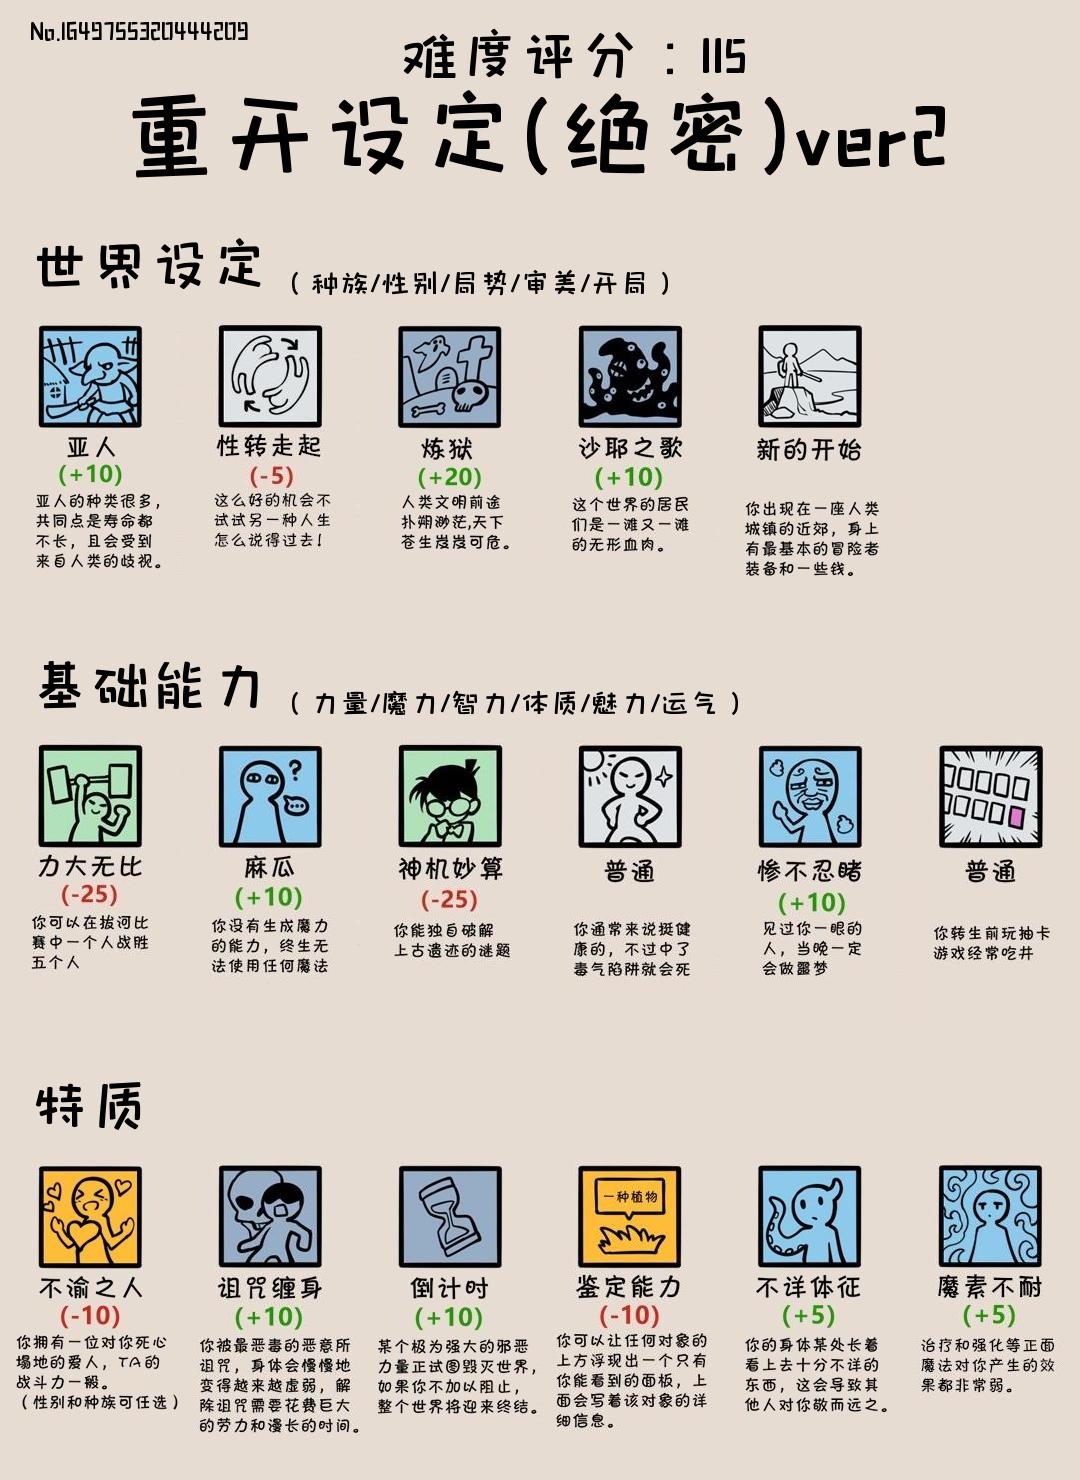 No.1649755320444209
难度评分：115
重开设定(绝密)ver2
世界设定 （ 种族/性别/局势/审美/开局 ）
亚人
(+10)
亚人的种类很多，
共同点是寿命都
不长，且会受到
来自人类的歧视。
性转走起
(-5)
这么好的机会不
试试另一种人生
怎么说得过去！
炼狱
(+20)
人类文明前途
扑朔渺茫,天下
苍生岌岌可危。
沙耶之歌
(+10)
这个世界的居民
们是一滩又一滩
的无形血肉。
新的开始
你出现在一座人类
城镇的近郊，身上
有最基本的冒险者
装备和一些钱。
基础能力 （ 力量/魔力/智力/体质/魅力/运气 ）
力大无比
(-25)
你可以在拔河比
赛中一个人战胜
五个人
麻瓜
(+10)
你没有生成魔力
的能力，终生无
法使用任何魔法
神机妙算
(-25)
你能独自破解
上古遗迹的谜题
普通
你通常来说挺健
康的，不过中了
毒气陷阱就会死
惨不忍睹
(+10)
见过你一眼的
人，当晚一定
会做噩梦
普通
你转生前玩抽卡
游戏经常吃井
特质
不渝之人
(-10)
你拥有一位对你死心
塌地的爱人，TA的
战斗力一般。
（性别和种族可任选）
诅咒缠身
(+10)
你被最恶毒的恶意所
诅咒，身体会慢慢地
变得越来越虚弱，解
除诅咒需要花费巨大
的劳力和漫长的时间。
倒计时
(+10)
某个极为强大的邪恶
力量正试图毁灭世界，
如果你不加以阻止，
整个世界将迎来终结。
一种植物
鉴定能力
(-10)
你可以让任何对象的
上方浮现出一个只有
你能看到的面板，上
面会写着该对象的详
细信息。
不详体征
(+5)
你的身体某处长着
看上去十分不详的
东西，这会导致其
他人对你敬而远之。
魔素不耐
(+5)
治疗和强化等正面
魔法对你产生的效
果都非常弱。